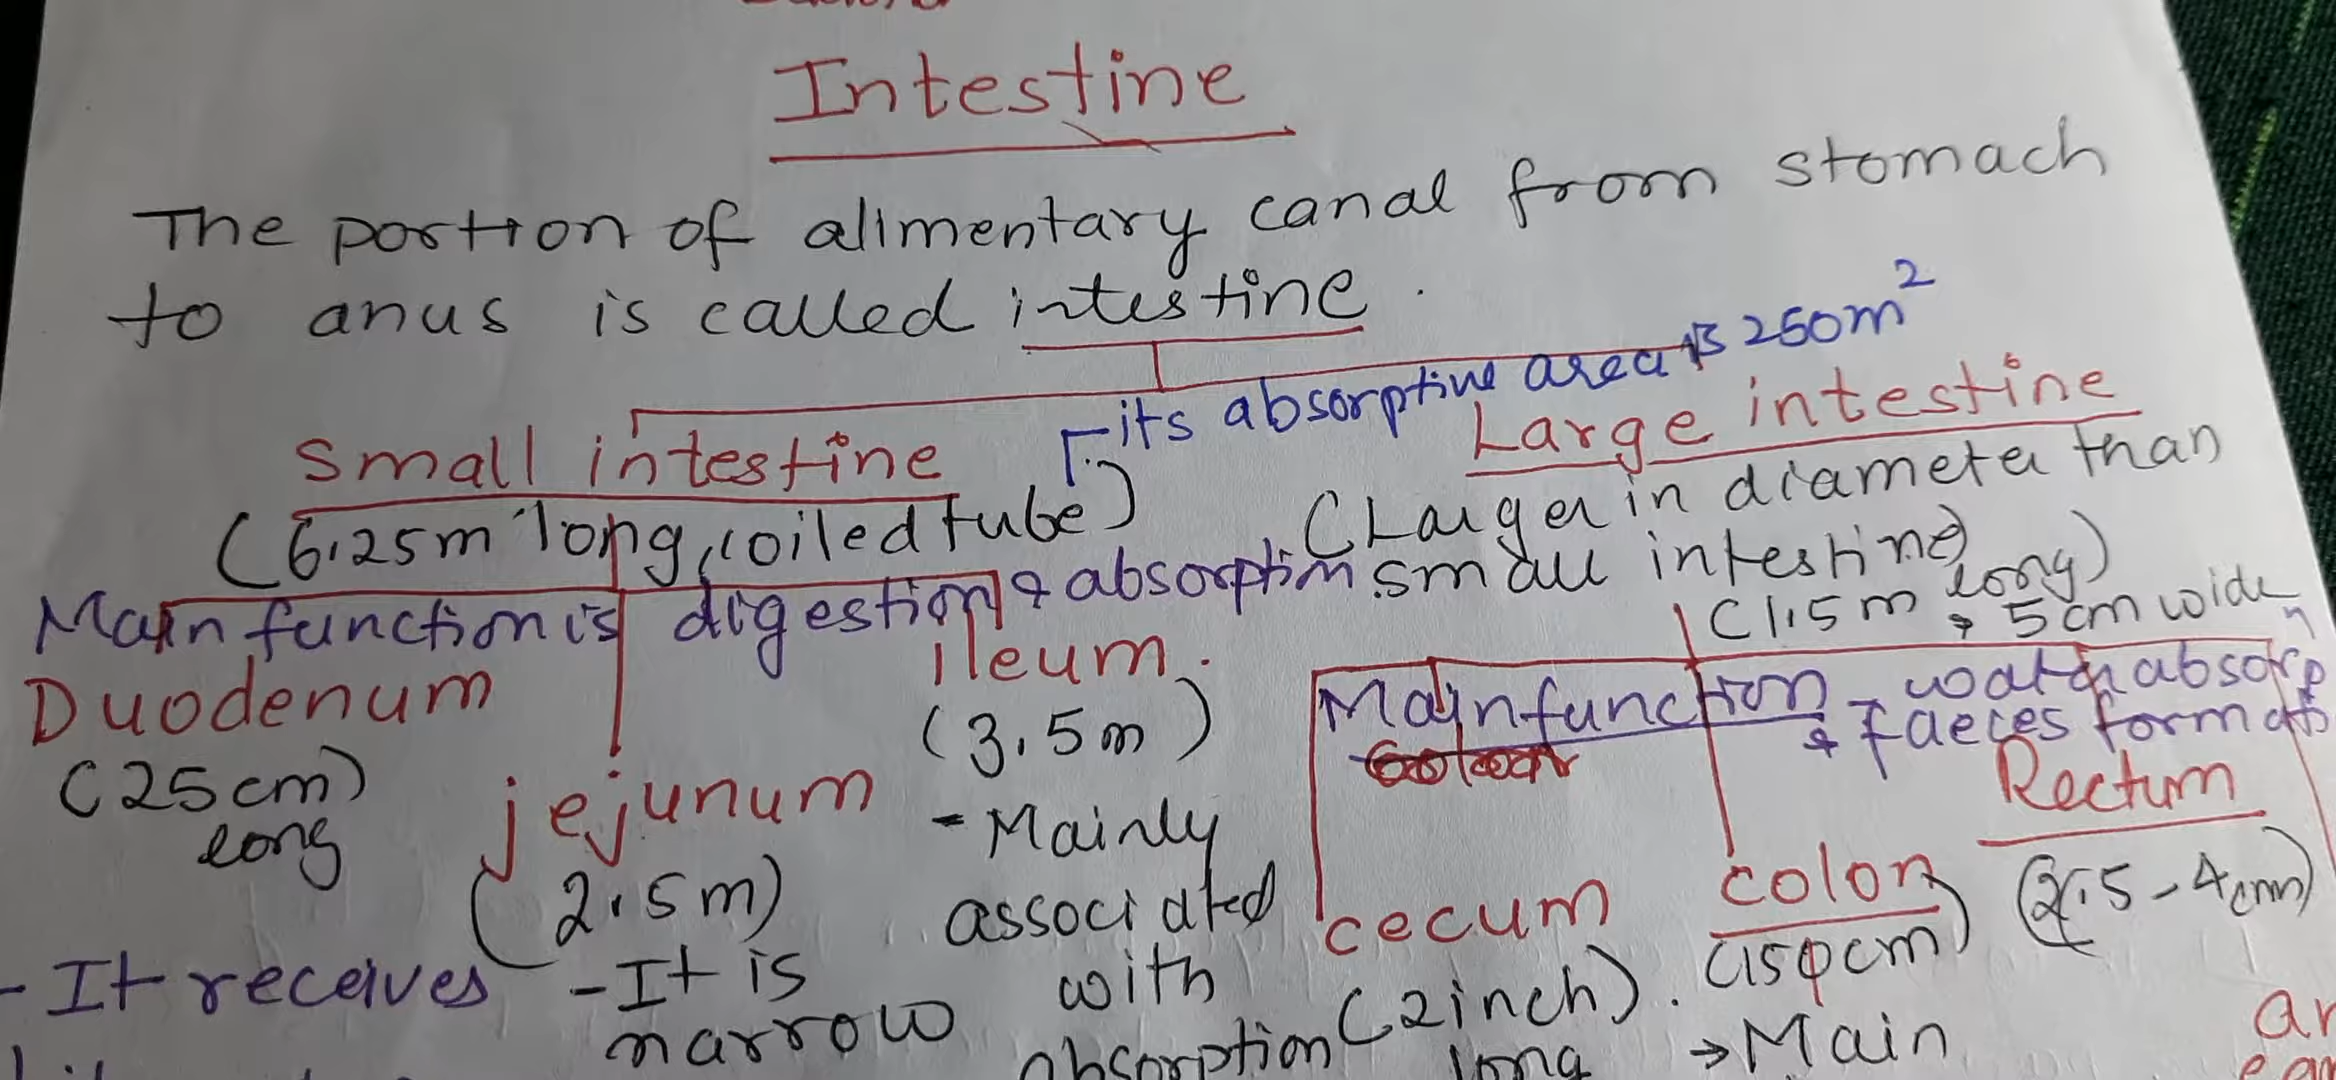 Intestine
The portion of alimentary canal from stomach
to anus is called intestine.
its absorptive area is 250m²
Small intestine
(6.25m long, coiled tube)
Main function is digestion & absorption.
Large intestine
(Larger in diameter than
small intestine)
(1.5m long)
, 5cm wide
Main function - water absorp
& faeces formation
Duodenum
(25cm)
long
- It receives
jejunum
(2.5m)
- It is
narrow
ileum.
(3.5m)
- Mainly
associated
with
absorption
cecum
(2inch).
long
colon
(150cm)
→ Main
Rectum
(2.5-4cm)